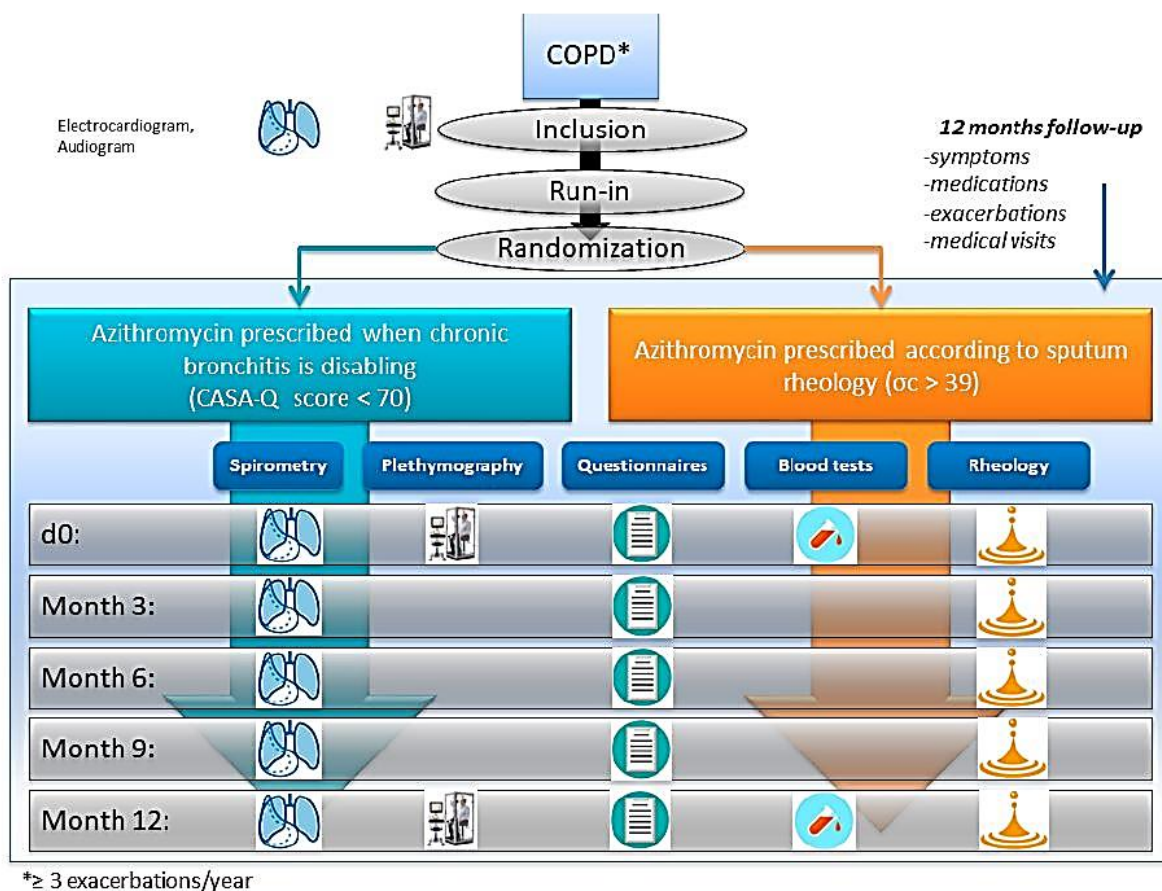 COPD*
Electrocardiogram,
Audiogram
Inclusion
12 months follow-up
-symptoms
-medications
-exacerbations
-medical visits
Run-in
Randomization
Azithromycin prescribed when chronic
bronchitis is disabling
(CASA-Q score < 70)
Azithromycin prescribed according to sputum
rheology (σc > 39)
Spirometry
Plethymography
Questionnaires
Blood tests
Rheology
d0:
Month 3:
Month 6:
Month 9:
Month 12:
*≥ 3 exacerbations/year